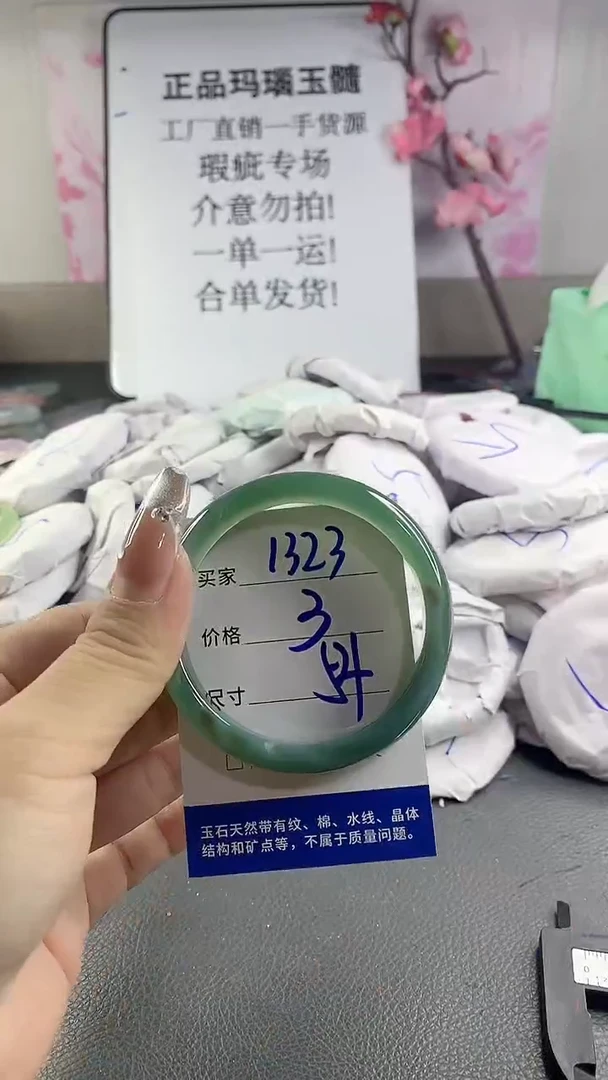 正品玛瑙玉髓
工厂直销一手货源
瑕疵专场
介意勿拍!
一单一运!
合单发货!
买家 1323
价格 3
尺寸
玉石天然带有纹、棉、水线、晶体
结构和矿点等，不属于质量问题。